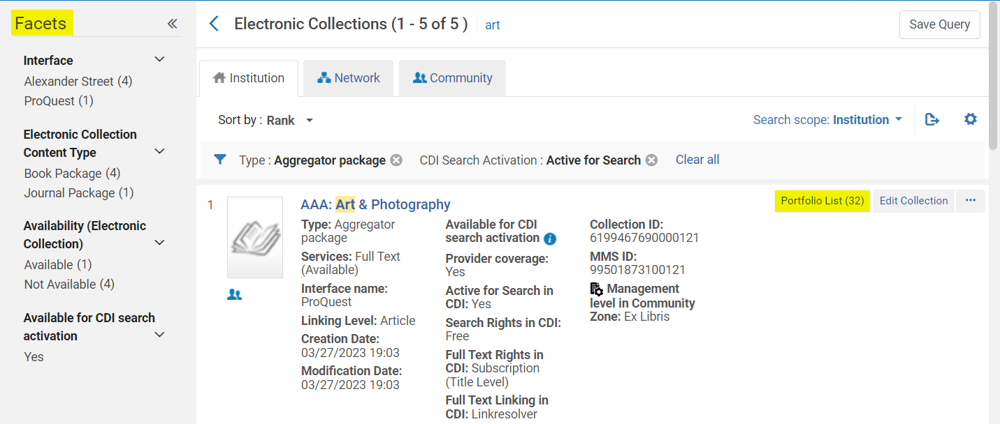 Facets
Interface
Alexander Street (4)
ProQuest (1)
Electronic Collection
Content Type
Book Package (4)
Journal Package (1)
Availability (Electronic
Collection)
Available (1)
Not Available (4)
Available for CDI search
activation
Yes
Electronic Collections (1 - 5 of 5 ) art
Save Query
Institution Network Community
Sort by : Rank
Search scope: Institution
Type : Aggregator package CDI Search Activation : Active for Search Clear all
1
AAA: Art & Photography
Portfolio List (32) Edit Collection ...
Type: Aggregator
package
Services: Full Text
(Available)
Interface name:
ProQuest
Linking Level: Article
Creation Date:
03/27/2023 19:03
Modification Date:
03/27/2023 19:03
Available for CDI
search activation i
Provider coverage:
Yes
Active for Search in
CDI: Yes
Search Rights in CDI:
Free
Full Text Rights in
CDI: Subscription
(Title Level)
Full Text Linking in
CDI: Linkresolver
Collection ID:
6199467690000121
MMS ID:
99501873100121
Management
level in Community
Zone: Ex Libris